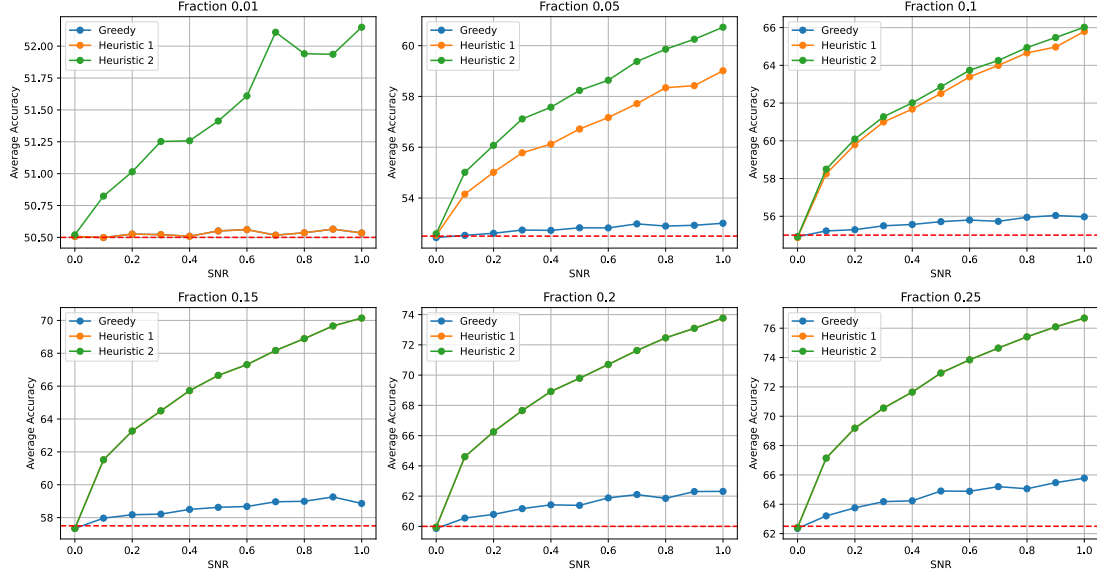 Fraction 0.01
Average Accuracy
52.00
51.75
51.50
51.25
51.00
50.75
50.50
Greedy
Heuristic 1
Heuristic 2
0.0 0.2 0.4 0.6 0.8 1.0
SNR
Fraction 0.05
Average Accuracy
60
58
56
54
Greedy
Heuristic 1
Heuristic 2
0.0 0.2 0.4 0.6 0.8 1.0
SNR
Fraction 0.1
Average Accuracy
66
64
62
60
58
56
Greedy
Heuristic 1
Heuristic 2
0.0 0.2 0.4 0.6 0.8 1.0
SNR
Fraction 0.15
Average Accuracy
70
68
66
64
62
60
58
Greedy
Heuristic 1
Heuristic 2
0.0 0.2 0.4 0.6 0.8 1.0
SNR
Fraction 0.2
Average Accuracy
74
72
70
68
66
64
62
60
Greedy
Heuristic 1
Heuristic 2
0.0 0.2 0.4 0.6 0.8 1.0
SNR
Fraction 0.25
Average Accuracy
76
74
72
70
68
66
64
62
Greedy
Heuristic 1
Heuristic 2
0.0 0.2 0.4 0.6 0.8 1.0
SNR